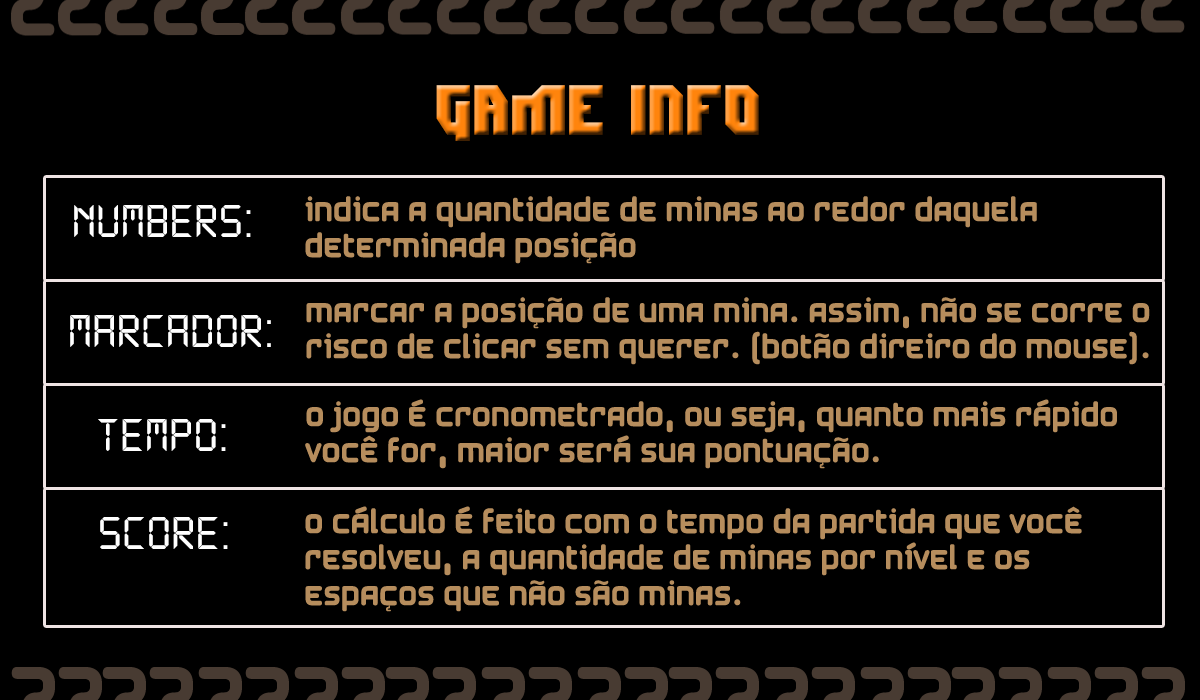 GAME INFO
NUMBERS:
indica a quantidade de minas ao redor daquela
determinada posição
MARCADOR:
marcar a posição de uma mina. assim, não se corre o
risco de clicar sem querer. (botão direiro do mouse).
TEMPO:
o jogo é cronometrado, ou seja, quanto mais rápido
você for, maior será sua pontuação.
SCORE:
o cálculo é feito com o tempo da partida que você
resolveu, a quantidade de minas por nível e os
espaços que não são minas.